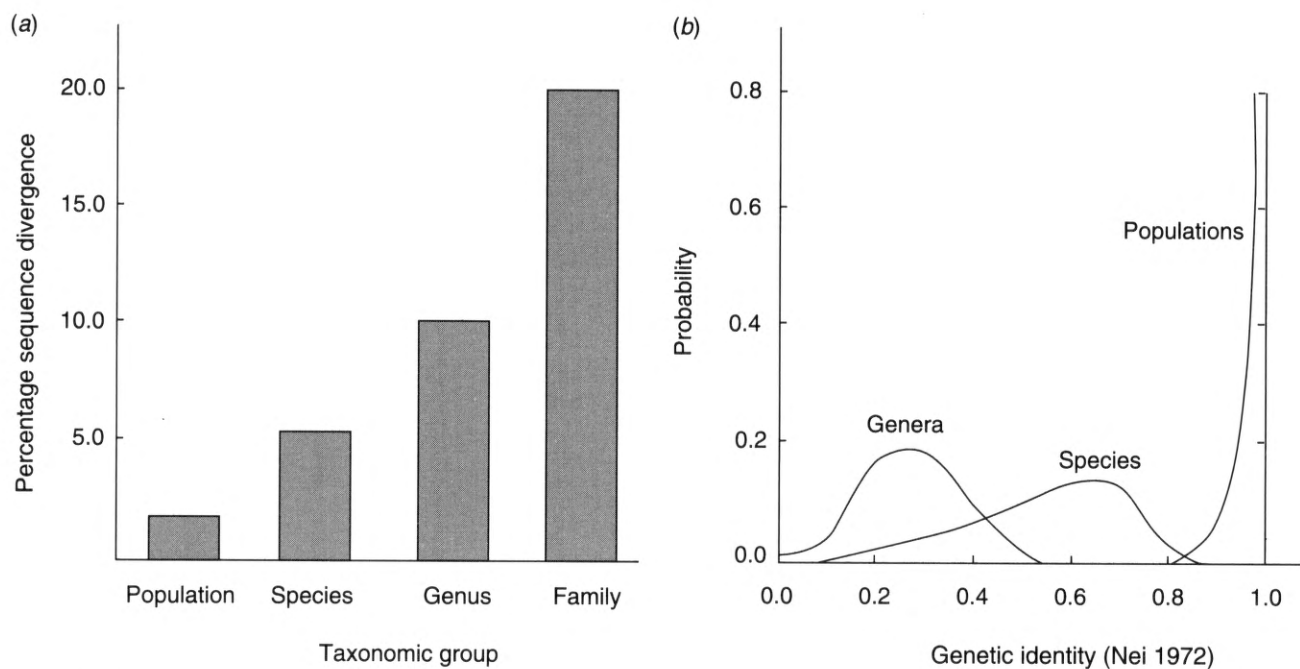 (a)
20.0
15.0
10.0
5.0
Percentage sequence divergence
Population Species Genus Family
Taxonomic group
(b)
0.8
0.6
0.4
0.2
0.0
Probability
Populations
Genera
Species
0.0 0.2 0.4 0.6 0.8 1.0
Genetic identity (Nei 1972)